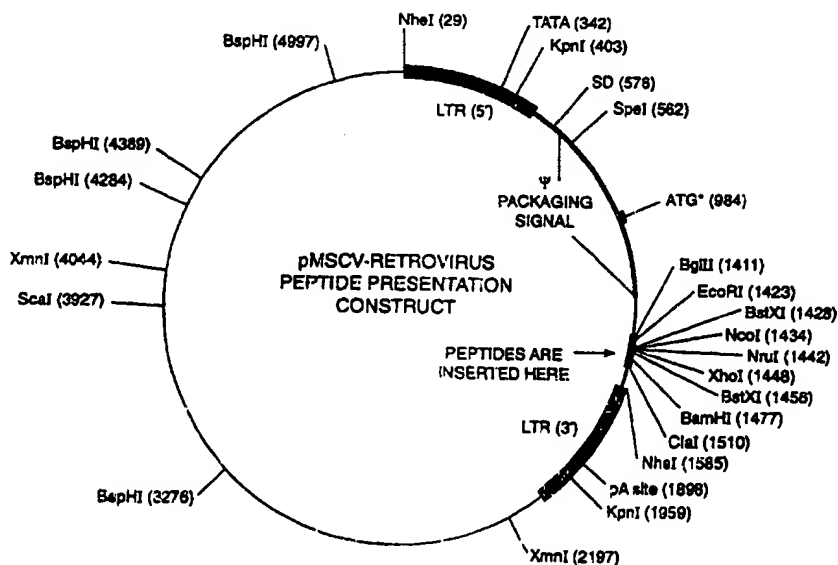 NheI (29)
TATA (342)
KpnI (403)
SD (576)
SpeI (562)
ATG* (984)
BglII (1411)
EcoRI (1423)
BstXI (1428)
NcoI (1434)
NruI (1442)
XhoI (1448)
BstXI (1456)
BamHI (1477)
ClaI (1510)
NheI (1585)
pA site (1896)
KpnI (1959)
XmnI (2197)
BspHI (3276)
ScaI (3927)
XmnI (4044)
BspHI (4284)
BspHI (4389)
BspHI (4997)
LTR (5')
Ψ
PACKAGING
SIGNAL
pMSCV-RETROVIRUS
PEPTIDE PRESENTATION
CONSTRUCT
PEPTIDES ARE
INSERTED HERE
LTR (3')